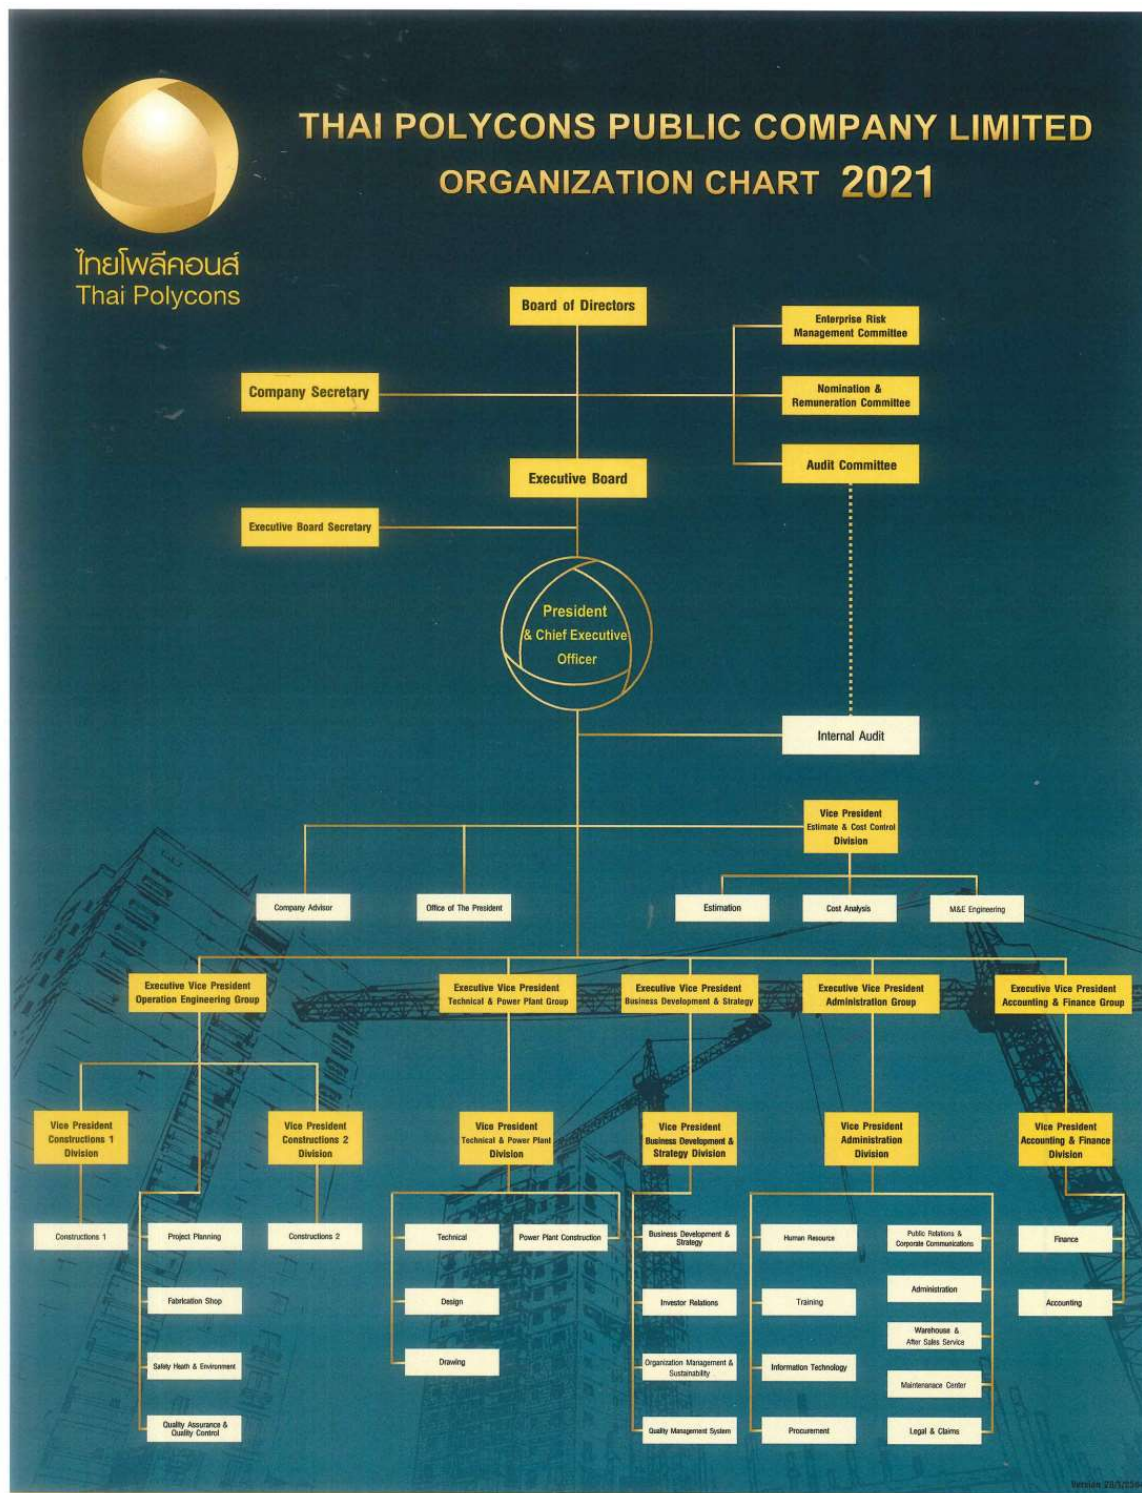 THAI POLYCONS PUBLIC COMPANY LIMITED
ORGANIZATION CHART 2021
ไทยโพลีคอนส์
Thai Polycons
Board of Directors
Enterprise Risk
Management Committee
Company Secretary
Nomination &
Remuneration Committee
Audit Committee
Executive Board
Executive Board Secretary
President
& Chief Executive
Officer
Internal Audit
Vice President
Estimate & Cost Control
Division
Company Advisor
Office of The President
Estimation
Cost Analysis
M&E Engineering
Executive Vice President
Operation Engineering Group
Executive Vice President
Technical & Power Plant Group
Executive Vice President
Business Development & Strategy
Executive Vice President
Administration Group
Executive Vice President
Accounting & Finance Group
Vice President
Constructions 1
Division
Vice President
Constructions 2
Division
Vice President
Technical & Power Plant
Division
Vice President
Business Development &
Strategy Division
Vice President
Administration
Division
Vice President
Accounting & Finance
Division
Constructions 1
Project Planning
Constructions 2
Fabrication Shop
Safety Heath & Environment
Quality Assurance &
Quality Control
Technical
Power Plant Construction
Design
Drawing
Business Development &
Strategy
Investor Relations
Organization Management &
Sustainability
Quality Management System
Human Resource
Training
Information Technology
Procurement
Public Relations &
Corporate Communications
Administration
Warehouse &
After Sales Service
Maintenanace Center
Legal & Claims
Finance
Accounting
Version